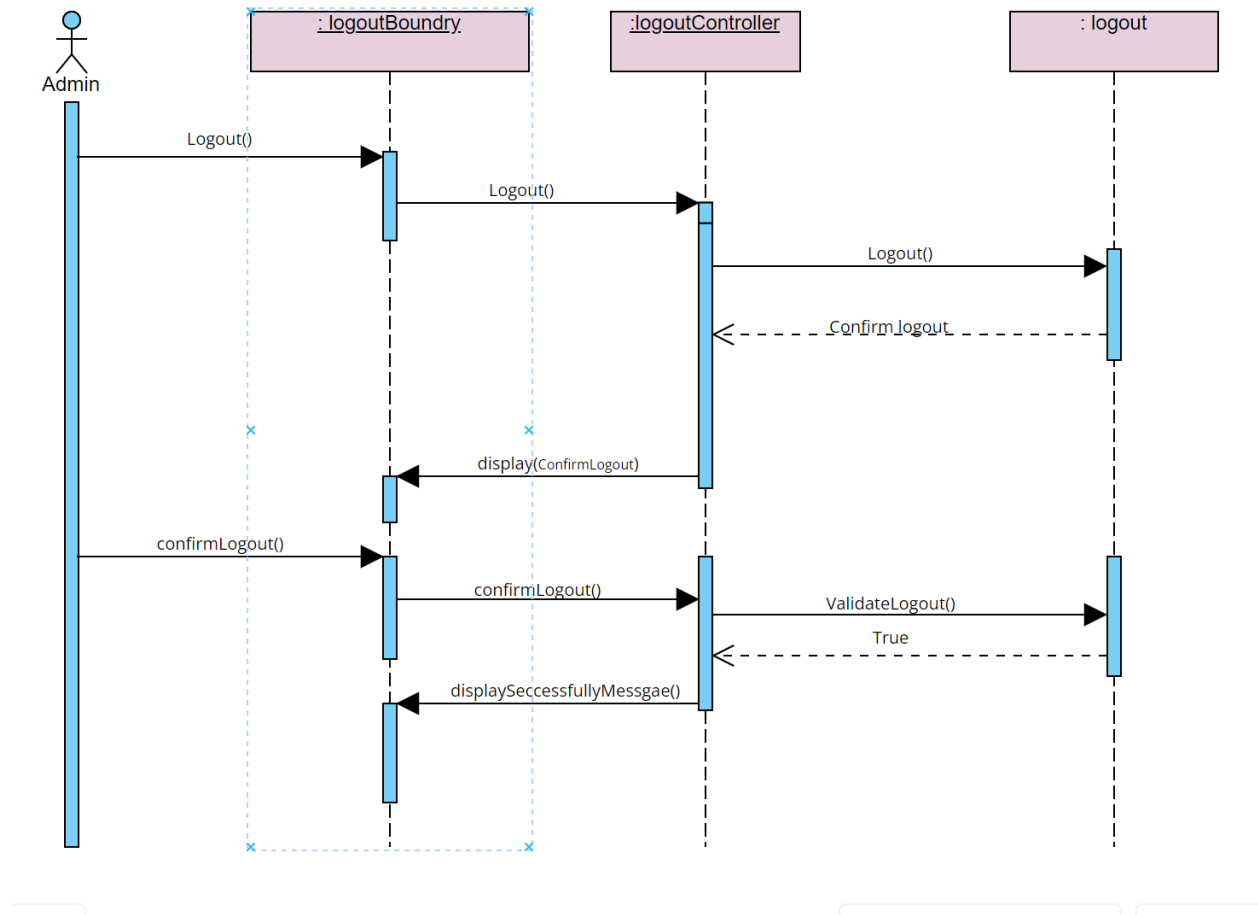 : logoutBoundry
:logoutController
: logout
Admin
Logout()
Logout()
Logout()
Confirm logout
display(ConfirmLogout)
confirmLogout()
confirmLogout()
ValidateLogout()
True
displaySeccessfullyMessgae()